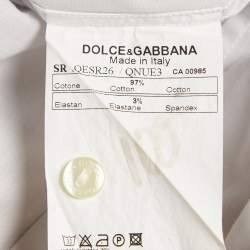 DOLCE&GABBANA
Made in Italy
SR QESR26 / QNUE3 CA 00985
97%
Cotone Cotton Cotton
3%
Elastan Elastane Spandex